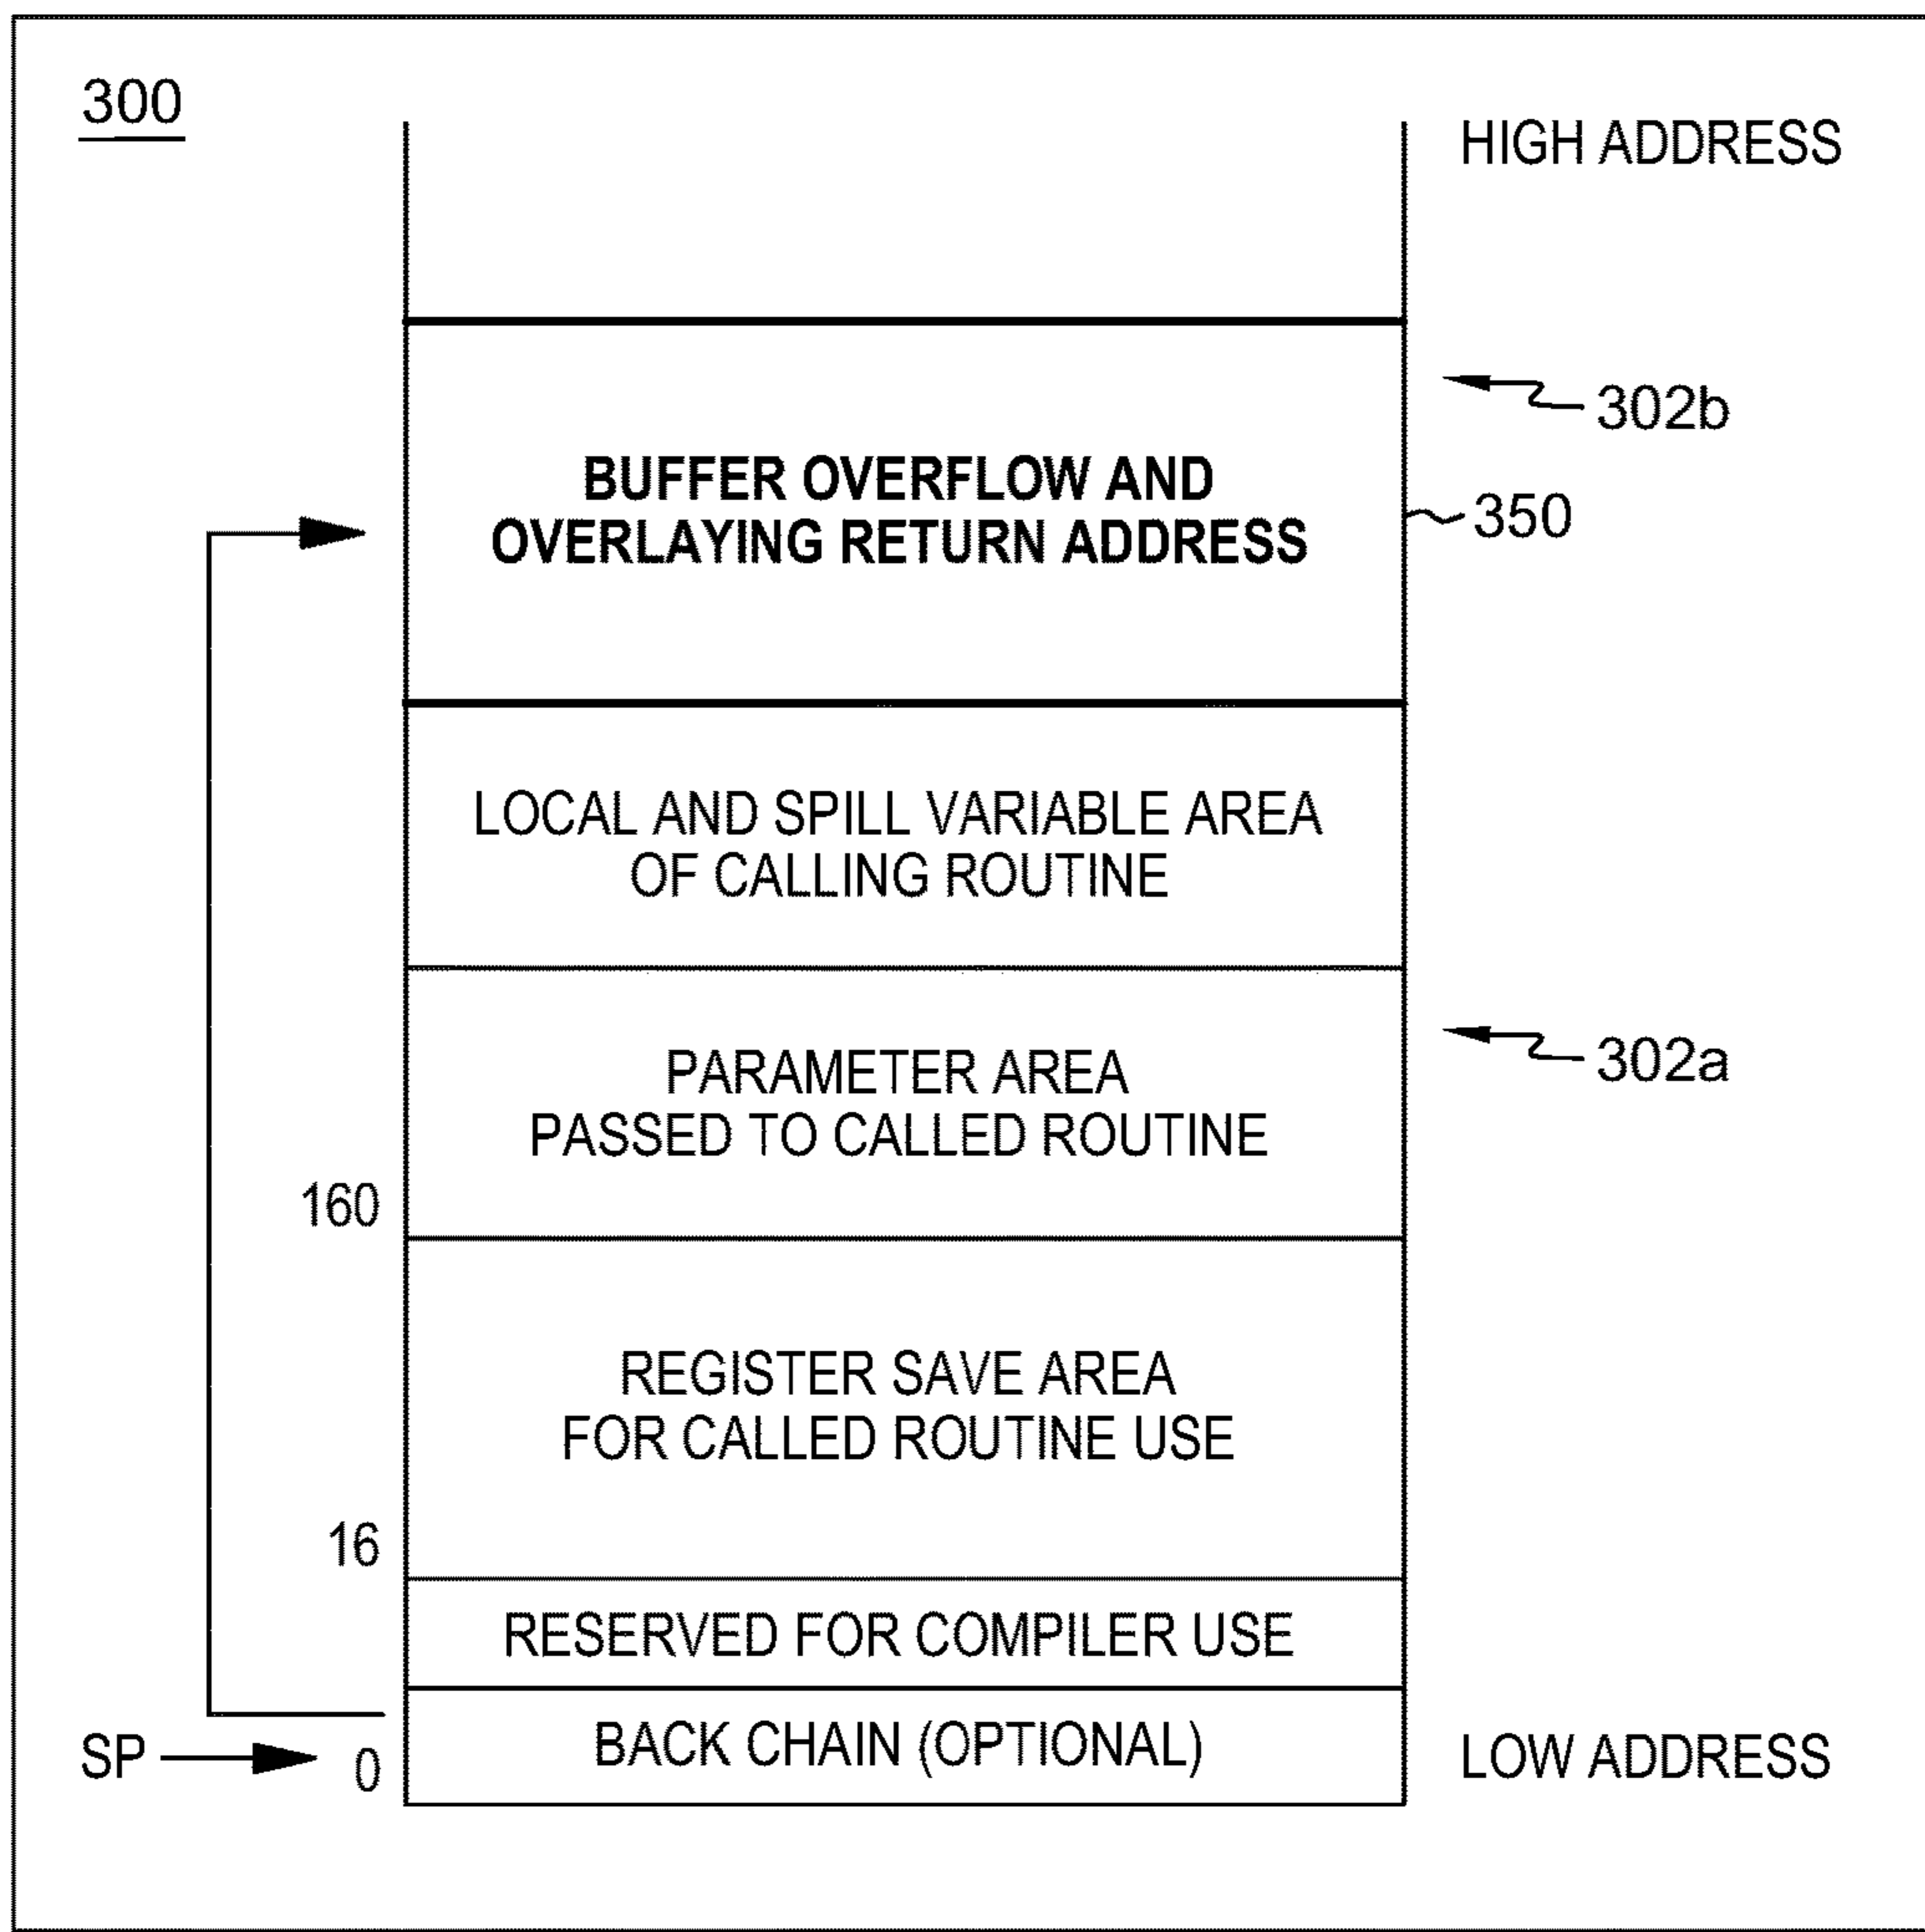 300
HIGH ADDRESS
302b
BUFFER OVERFLOW AND
OVERLAYING RETURN ADDRESS
350
LOCAL AND SPILL VARIABLE AREA
OF CALLING ROUTINE
302a
PARAMETER AREA
PASSED TO CALLED ROUTINE
160
REGISTER SAVE AREA
FOR CALLED ROUTINE USE
16
RESERVED FOR COMPILER USE
SP
0
BACK CHAIN (OPTIONAL)
LOW ADDRESS